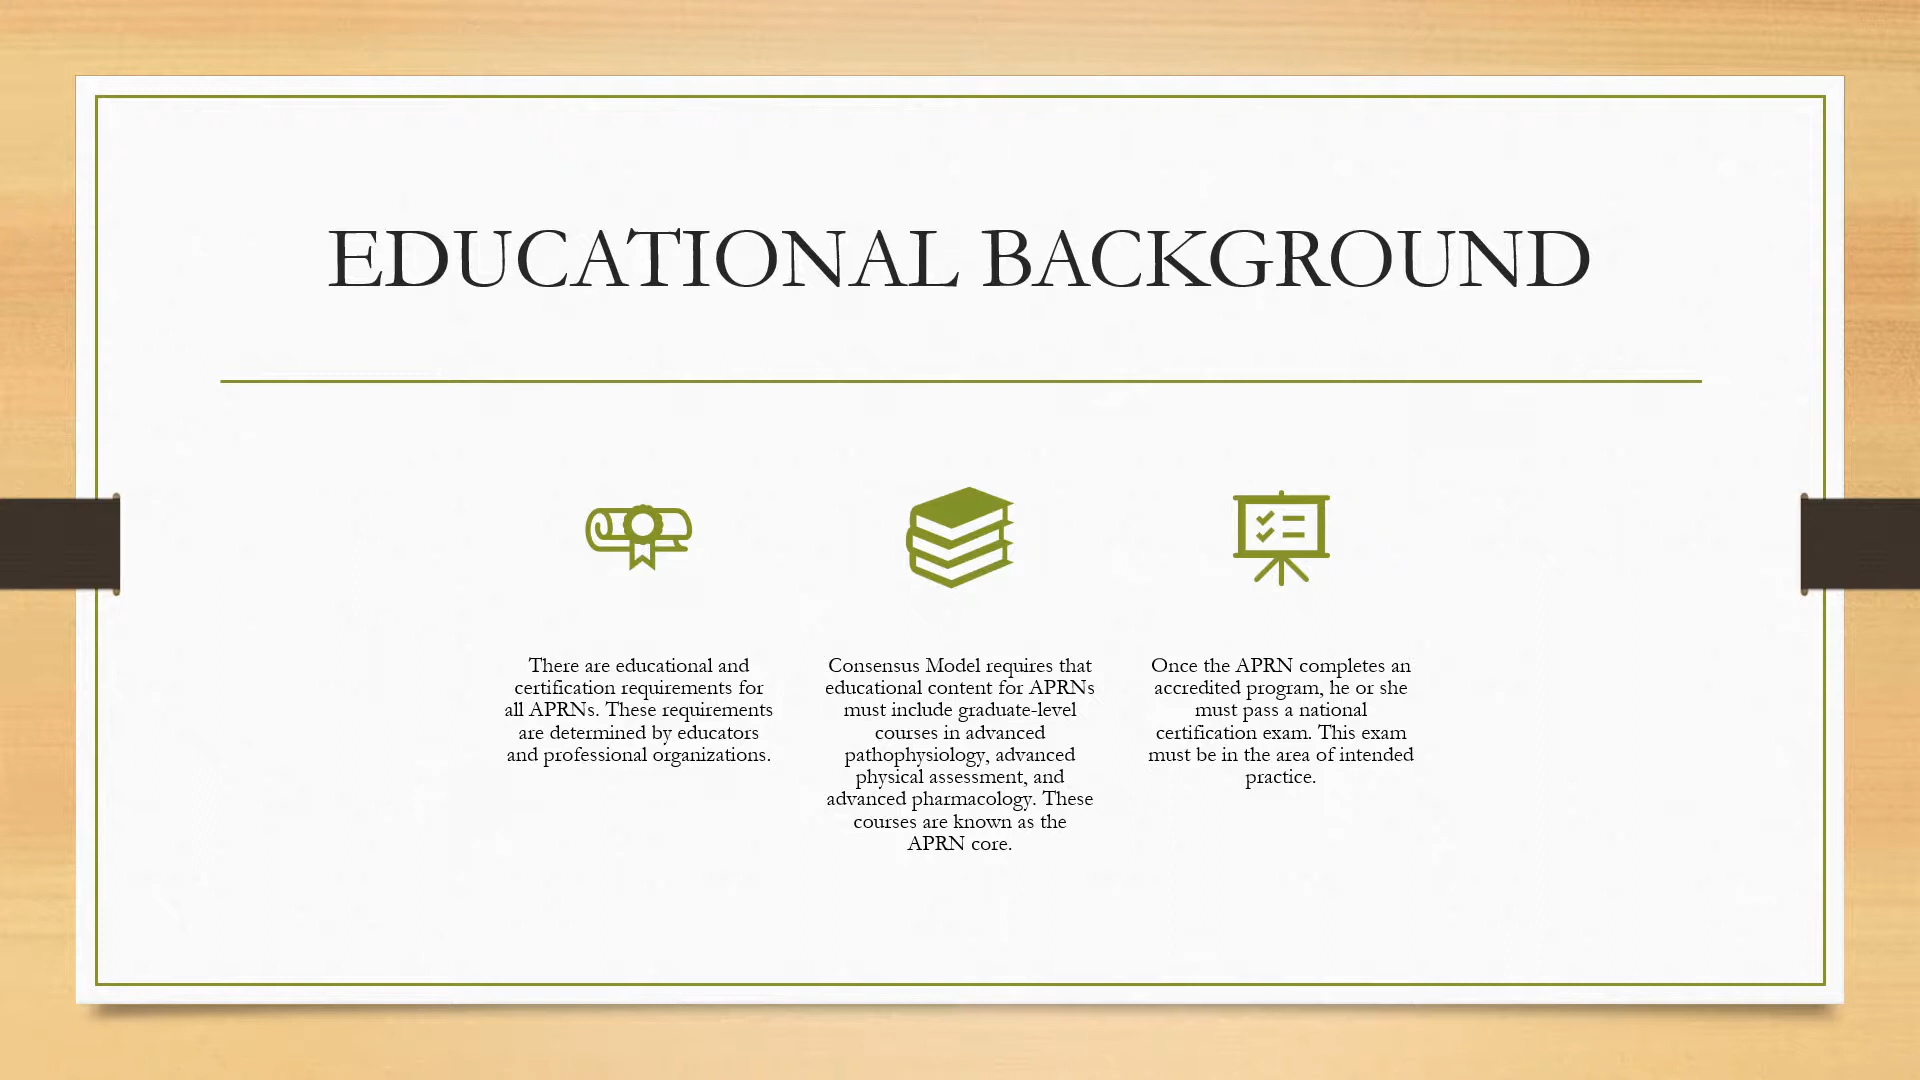 EDUCATIONAL BACKGROUND
There are educational and
certification requirements for
all APRNs. These requirements
are determined by educators
and professional organizations.
Consensus Model requires that
educational content for APRNs
must include graduate-level
courses in advanced
pathophysiology, advanced
physical assessment, and
advanced pharmacology. These
courses are known as the
APRN core.
Once the APRN completes an
accredited program, he or she
must pass a national
certification exam. This exam
must be in the area of intended
practice.